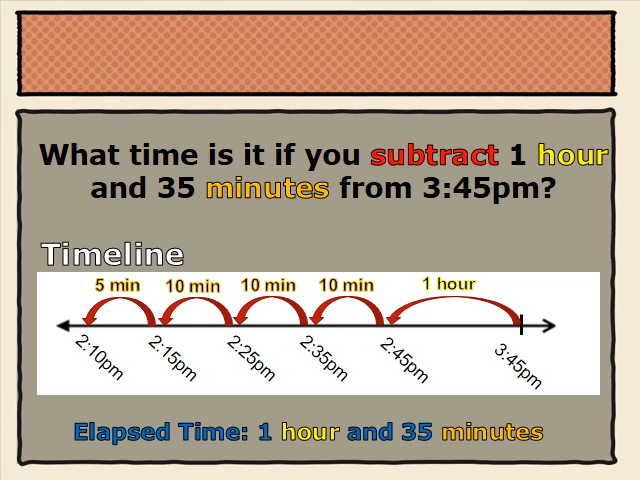 What time is it if you subtract 1 hour
and 35 minutes from 3:45pm?
Timeline
5 min 10 min 10 min 10 min 1 hour
2:10pm 2:15pm 2:25pm 2:35pm 2:45pm 3:45pm
Elapsed Time: 1 hour and 35 minutes